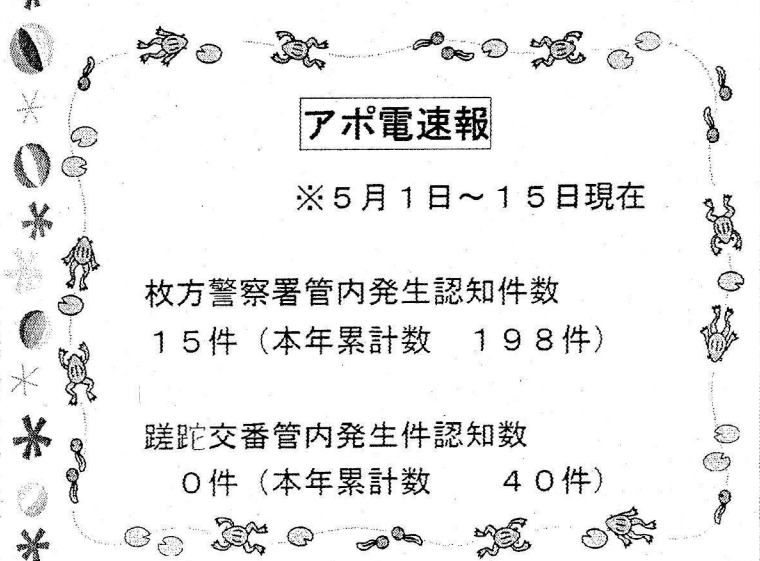 アポ電速報
※５月１日～１５日現在
枚方警察署管内発生認知件数
１５件（本年累計数　１９８件）
蹉跎交番管内発生件認知数
０件（本年累計数　　４０件）